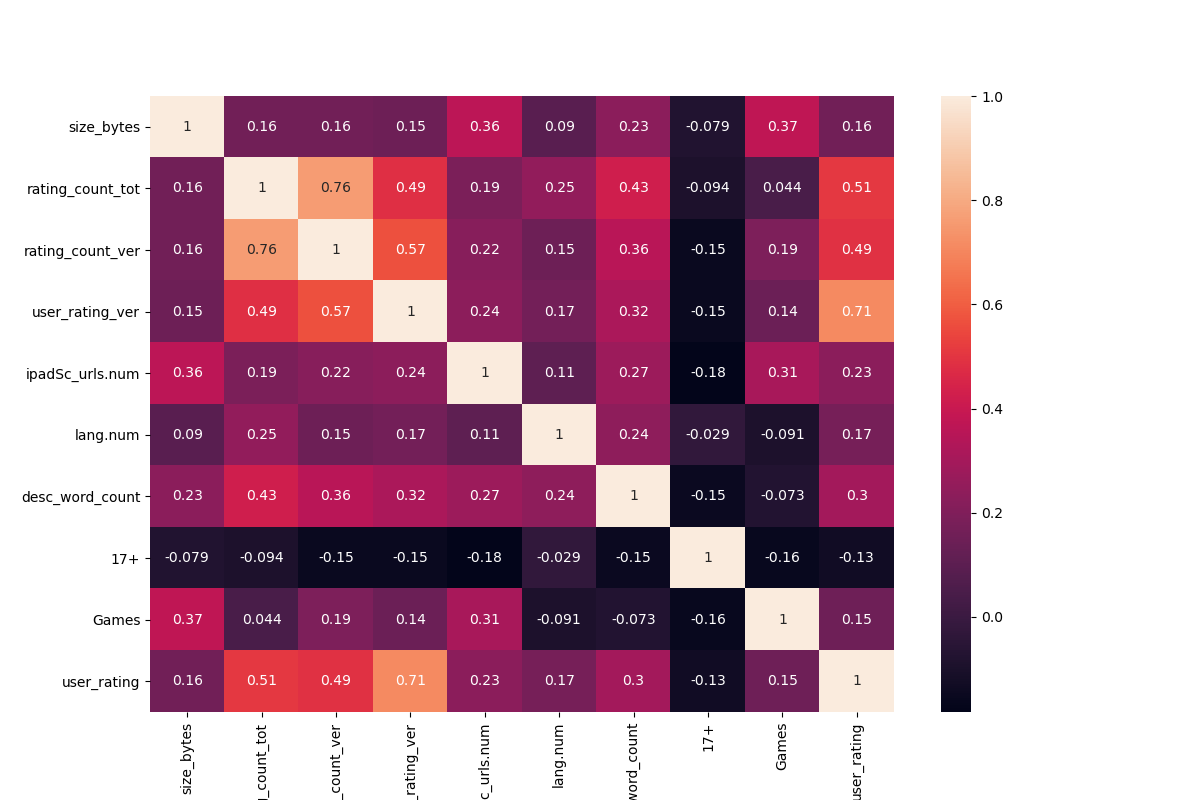 size_bytes 1 0.16 0.16 0.15 0.36 0.09 0.23 -0.079 0.37 0.16
rating_count_tot 0.16 1 0.76 0.49 0.19 0.25 0.43 -0.094 0.044 0.51
rating_count_ver 0.16 0.76 1 0.57 0.22 0.15 0.36 -0.15 0.19 0.49
user_rating_ver 0.15 0.49 0.57 1 0.24 0.17 0.32 -0.15 0.14 0.71
ipadSc_urls.num 0.36 0.19 0.22 0.24 1 0.11 0.27 -0.18 0.31 0.23
lang.num 0.09 0.25 0.15 0.17 0.11 1 0.24 -0.029 -0.091 0.17
desc_word_count 0.23 0.43 0.36 0.32 0.27 0.24 1 -0.15 -0.073 0.3
17+ -0.079 -0.094 -0.15 -0.15 -0.18 -0.029 -0.15 1 -0.16 -0.13
Games 0.37 0.044 0.19 0.14 0.31 -0.091 -0.073 -0.16 1 0.15
user_rating 0.16 0.51 0.49 0.71 0.23 0.17 0.3 -0.13 0.15 1
size_bytes
_count_tot
_count_ver
_rating_ver
c_urls.num
lang.num
word_count
17+
Games
user_rating
1.0
0.8
0.6
0.4
0.2
0.0